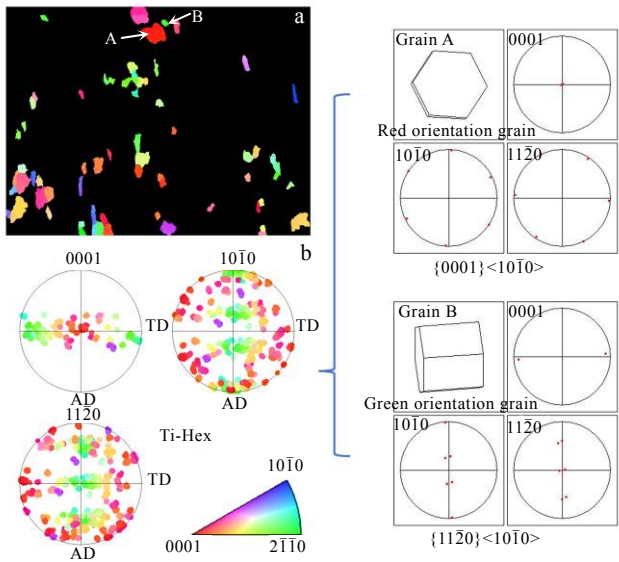 a
A
B
b
0001
TD
AD
101̄0
TD
AD
112̄0
TD
AD
Ti-Hex
101̄0
0001
21̄1̄0
Grain A
0001
Red orientation grain
101̄0
112̄0
{0001}<101̄0>
Grain B
0001
Green orientation grain
101̄0
112̄0
{112̄0}<101̄0>